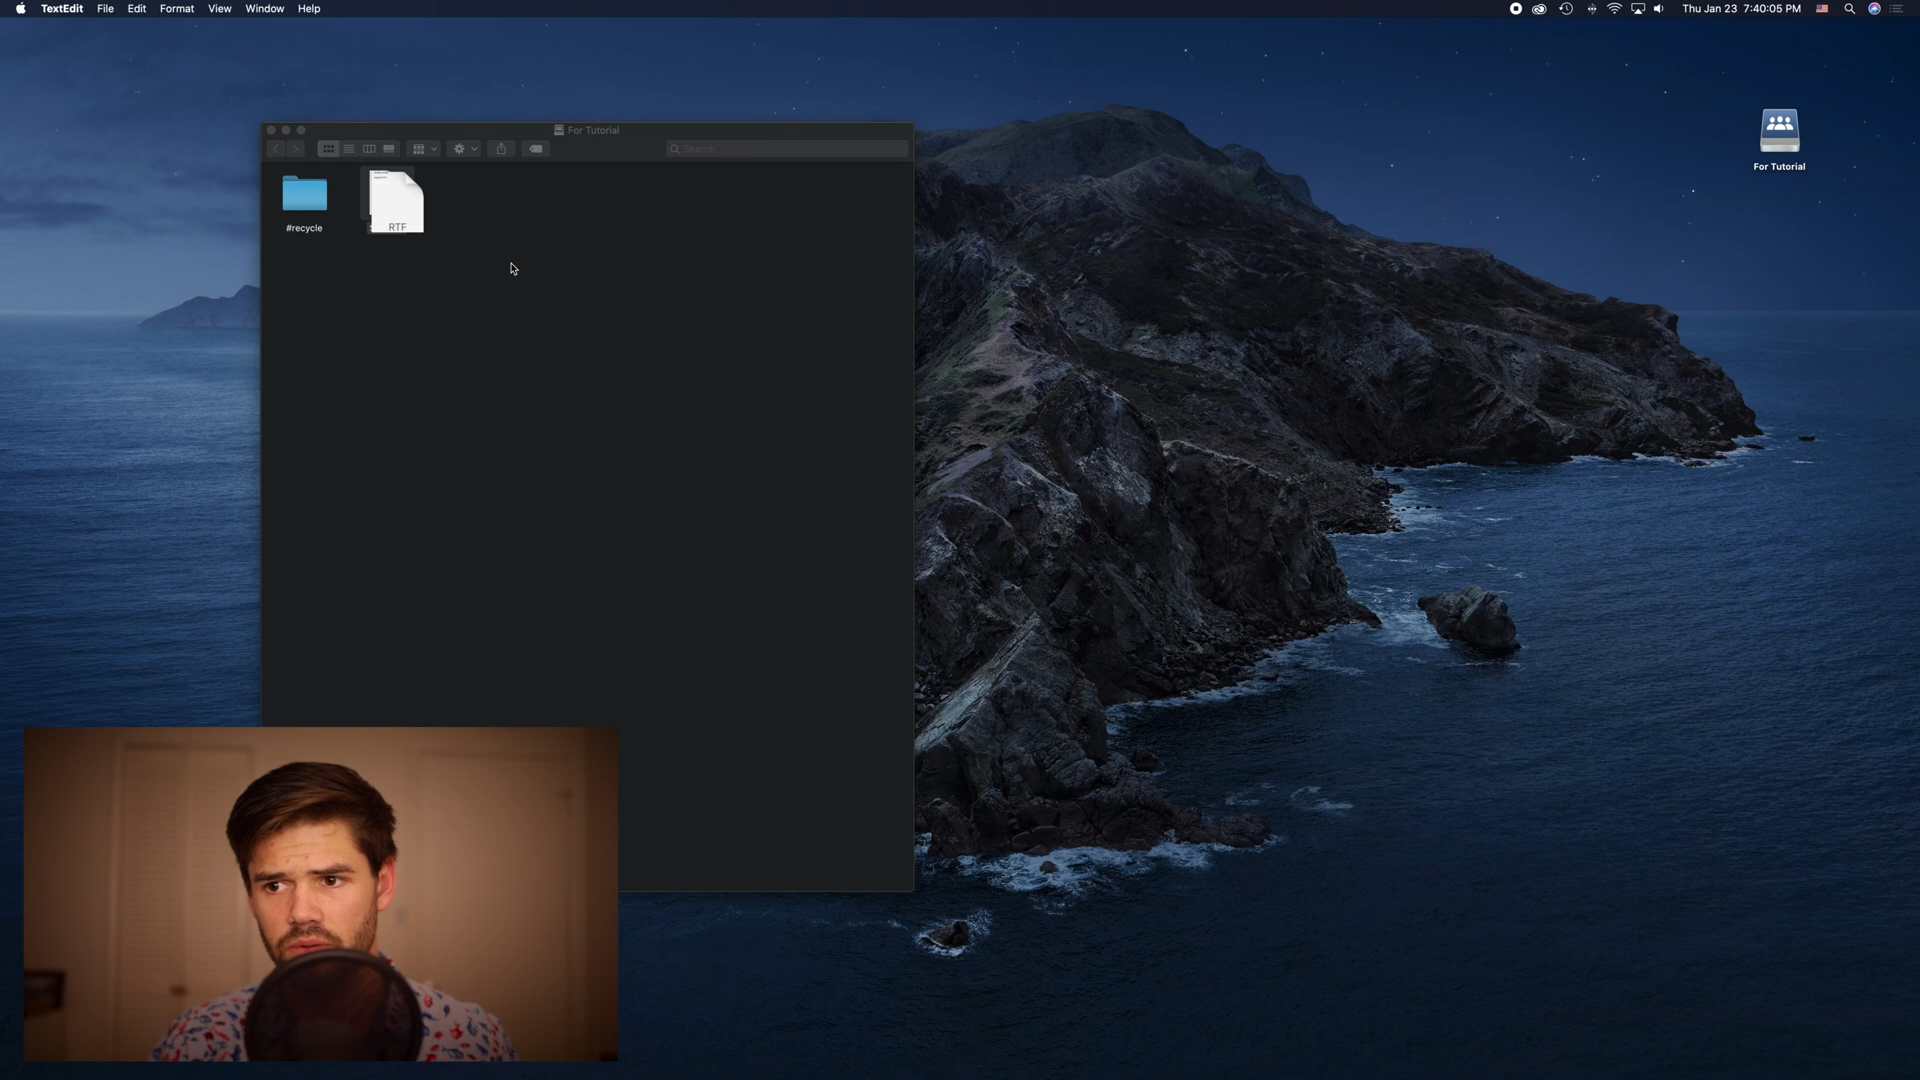 TextEdit File Edit Format View Window Help
Thu Jan 23 7:40:05 PM
For Tutorial
Search
#recycle
RTF
For Tutorial